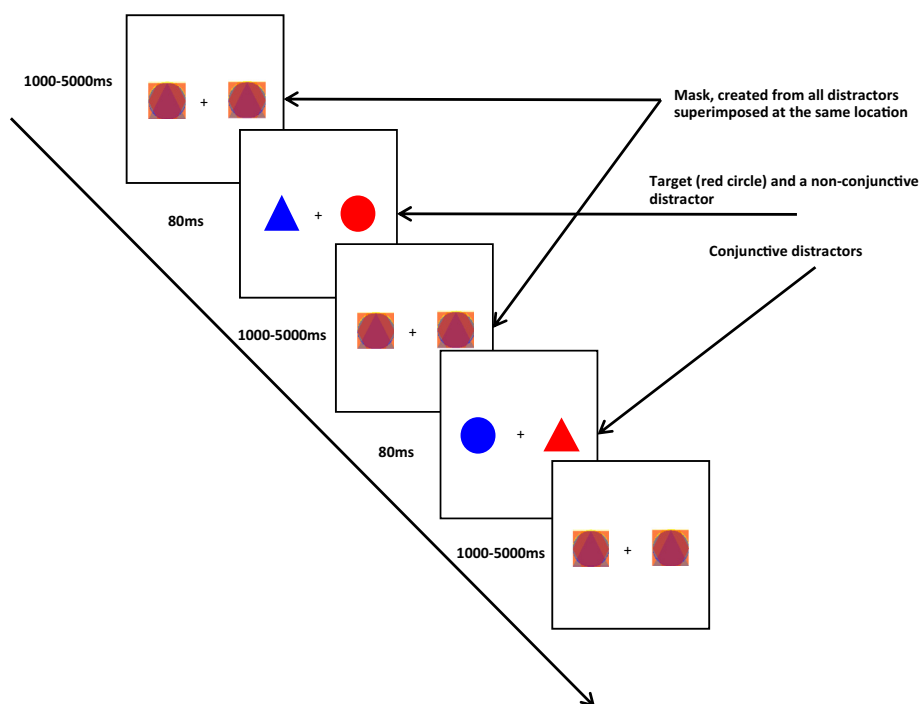 1000-5000ms
+
Mask, created from all distractors
superimposed at the same location
Target (red circle) and a non-conjunctive
distractor
80ms
+
Conjunctive distractors
1000-5000ms
+
80ms
+
1000-5000ms
+